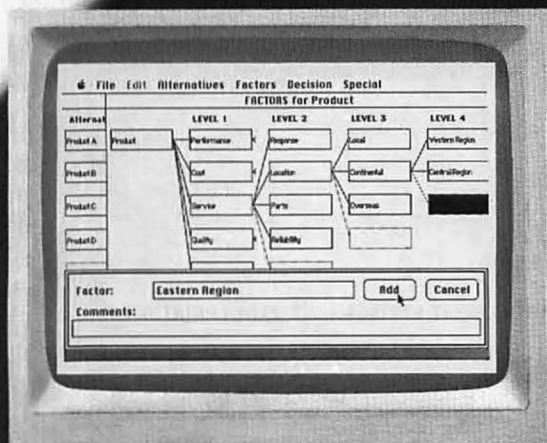 File Edit Alternatives Factors Decision Special
FACTORS for Product
Alternat LEVEL 1 LEVEL 2 LEVEL 3 LEVEL 4
Product A Product Performance Response Local Western Region
Product B Cost Location Continental Central Region
Product C Service Parts Overseas
Product D Quality Reliability
Factor: Eastern Region Add Cancel
Comments: